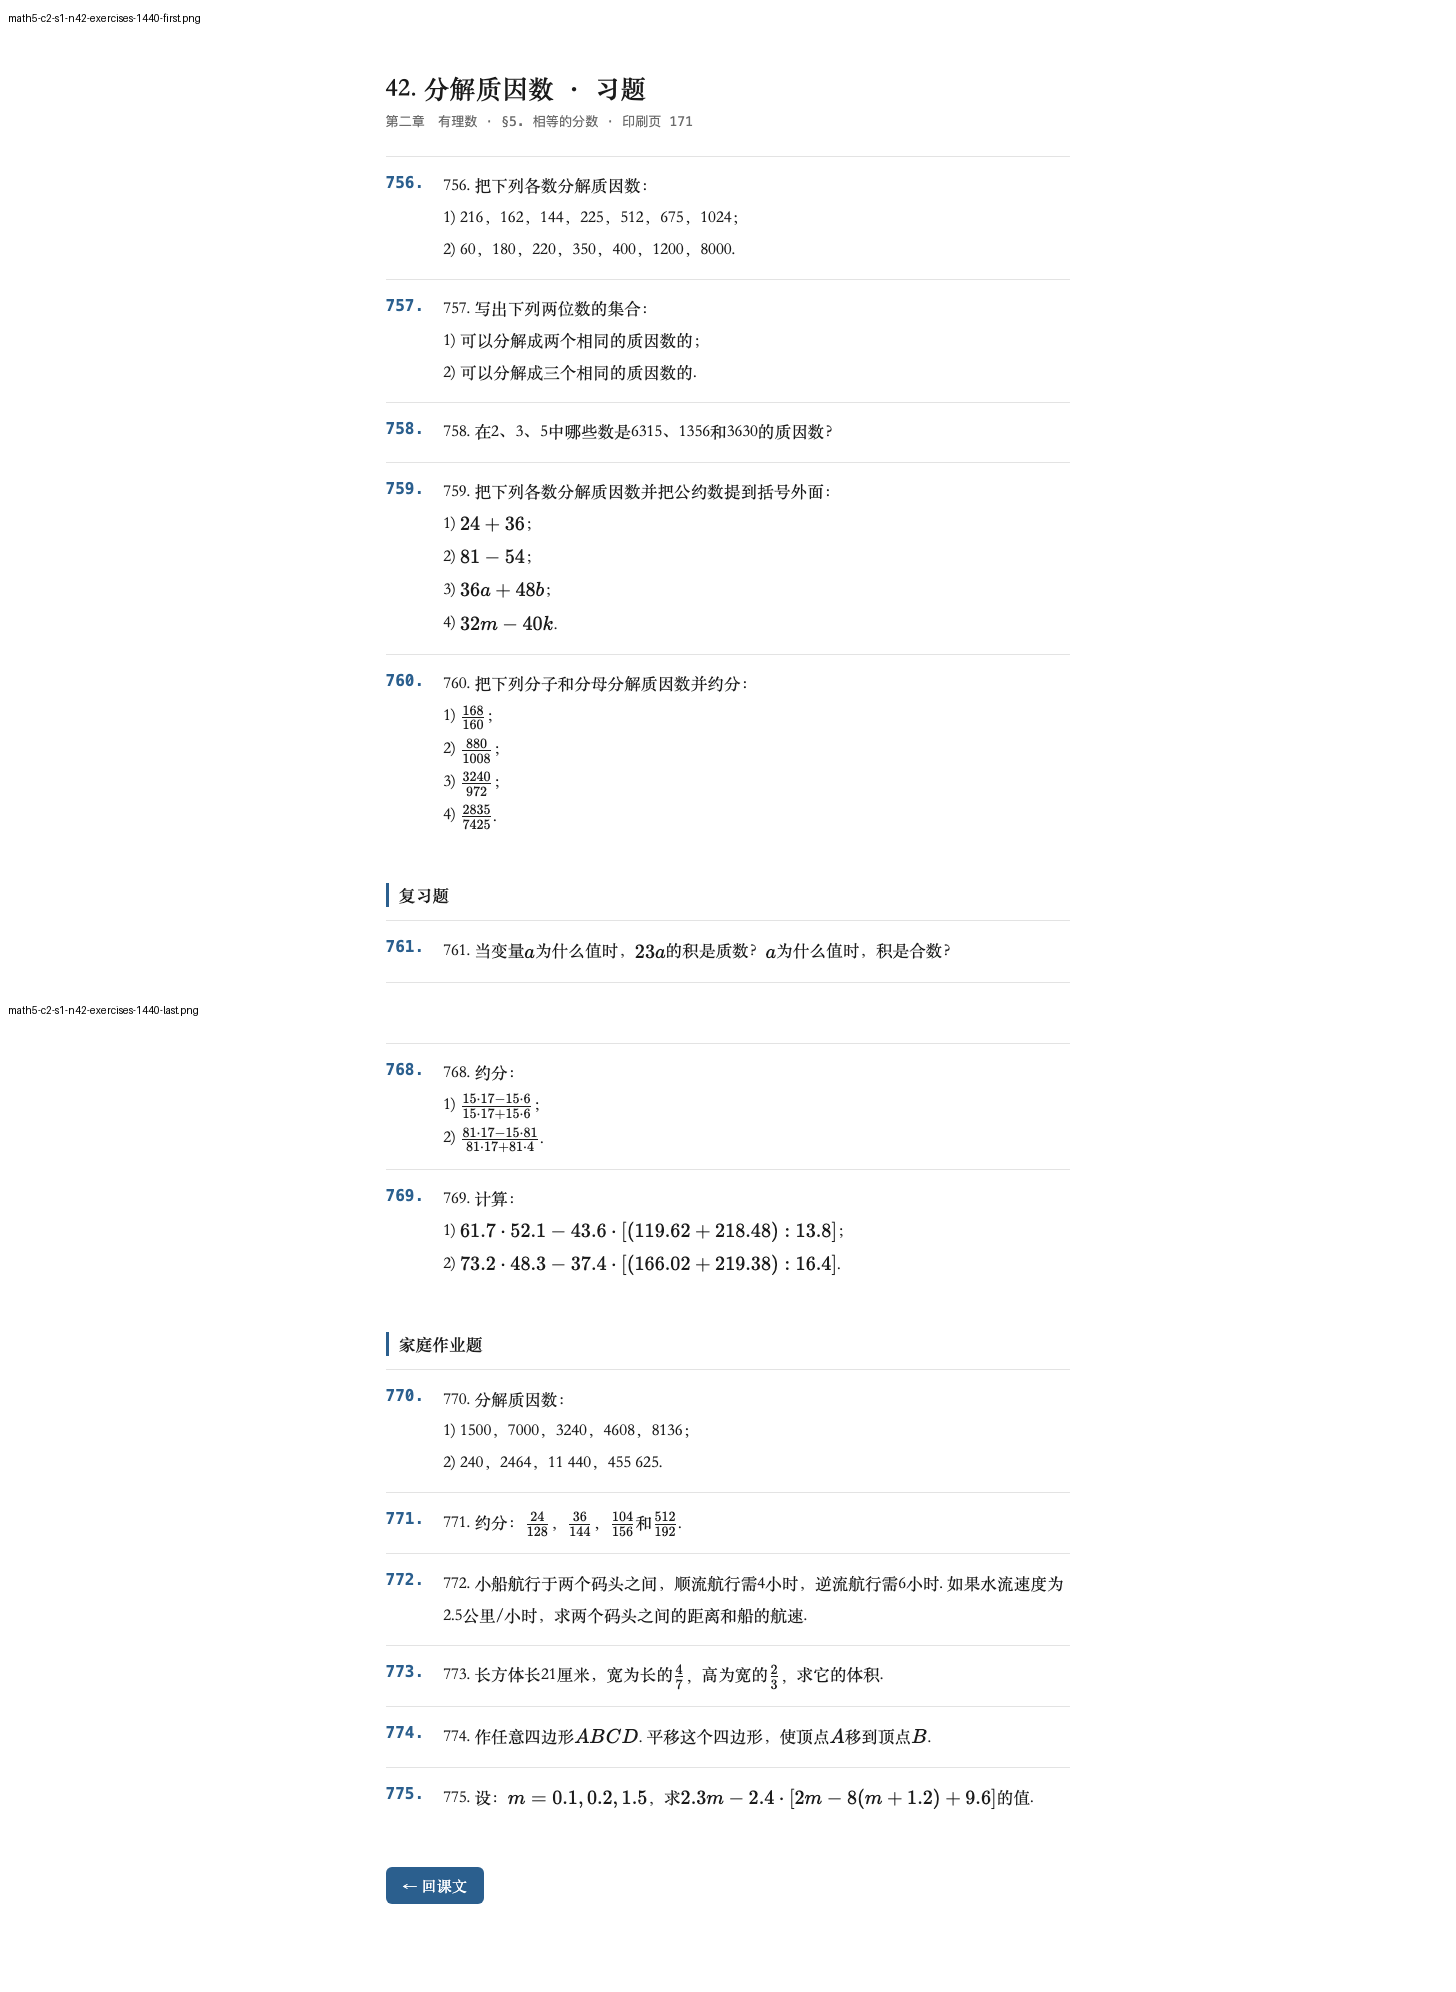 math5-c2-s1-n42-exercises-1440-first.png
42. 分解质因数 · 习题
第二章 有理数 · §5. 相等的分数 · 印刷页 171
756. 756. 把下列各数分解质因数：
1) 216，162，144，225，512，675，1024；
2) 60，180，220，350，400，1200，8000.
757. 757. 写出下列两位数的集合：
1) 可以分解成两个相同的质因数的；
2) 可以分解成三个相同的质因数的.
758. 758. 在2、3、5中哪些数是6315、1356和3630的质因数？
759. 759. 把下列各数分解质因数并把公约数提到括号外面：
1) 24 + 36；
2) 81 − 54；
3) 36a + 48b；
4) 32m − 40k.
760. 760. 把下列分子和分母分解质因数并约分：
1) 168/160；
2) 880/1008；
3) 3240/972；
4) 2835/7425.
复习题
761. 761. 当变量a为什么值时，23a的积是质数？a为什么值时，积是合数？
math5-c2-s1-n42-exercises-1440-last.png
768. 768. 约分：
1) 15·17−15·6/15·17+15·6；
2) 81·17−15·81/81·17+81·4.
769. 769. 计算：
1) 61.7 · 52.1 − 43.6 · [(119.62 + 218.48) : 13.8]；
2) 73.2 · 48.3 − 37.4 · [(166.02 + 219.38) : 16.4].
家庭作业题
770. 770. 分解质因数：
1) 1500，7000，3240，4608，8136；
2) 240，2464，11 440，455 625.
771. 771. 约分：24/128，36/144，104/156和512/192.
772. 772. 小船航行于两个码头之间，顺流航行需4小时，逆流航行需6小时. 如果水流速度为
2.5公里/小时，求两个码头之间的距离和船的航速.
773. 773. 长方体长21厘米，宽为长的4/7，高为宽的2/3，求它的体积.
774. 774. 作任意四边形ABCD. 平移这个四边形，使顶点A移到顶点B.
775. 775. 设：m = 0.1, 0.2, 1.5，求2.3m − 2.4 · [2m − 8(m + 1.2) + 9.6]的值.
← 回课文